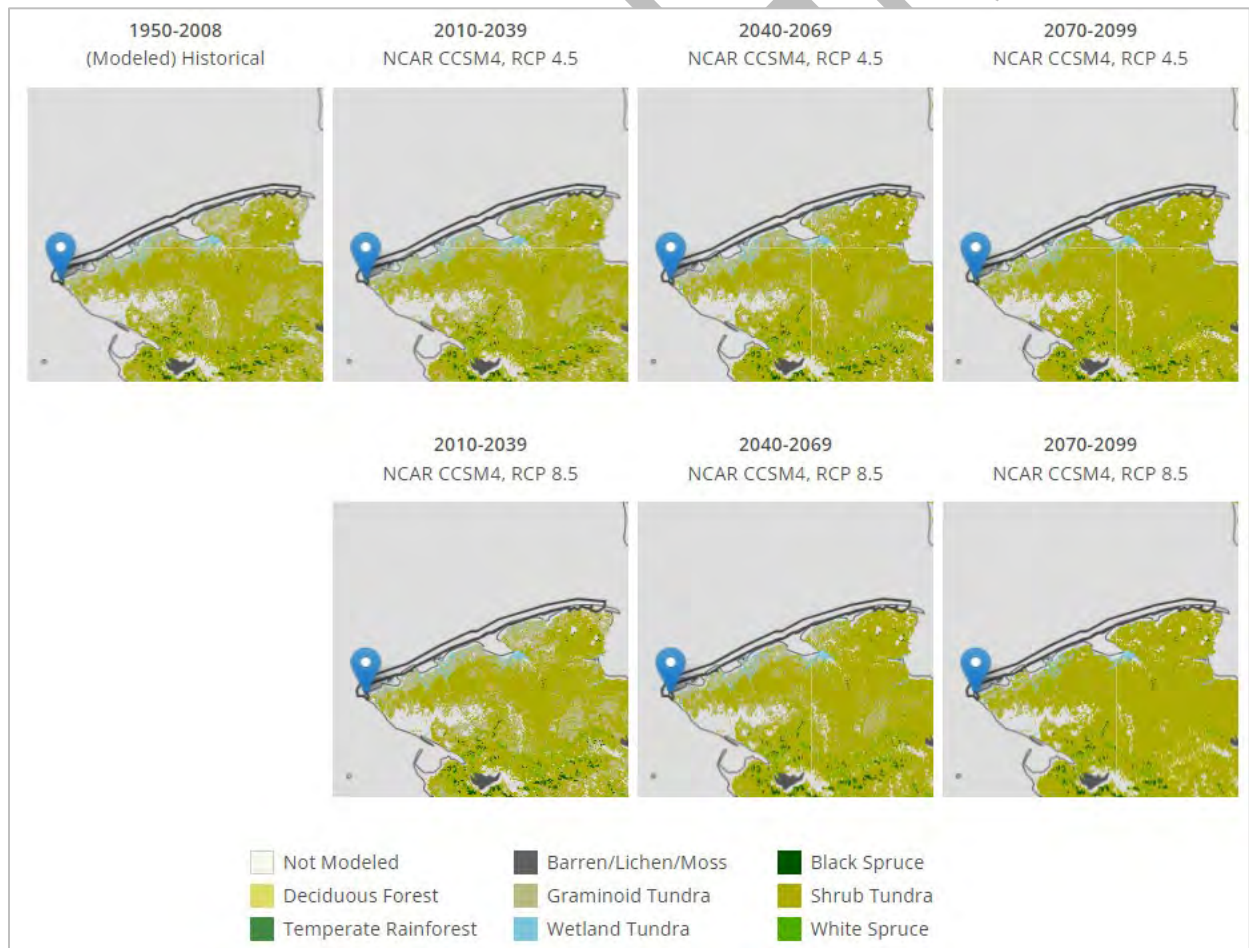 1950-2008
(Modeled) Historical
2010-2039
NCAR CCSM4, RCP 4.5
2040-2069
NCAR CCSM4, RCP 4.5
2070-2099
NCAR CCSM4, RCP 4.5
2010-2039
NCAR CCSM4, RCP 8.5
2040-2069
NCAR CCSM4, RCP 8.5
2070-2099
NCAR CCSM4, RCP 8.5
Not Modeled
Barren/Lichen/Moss
Black Spruce
Deciduous Forest
Graminoid Tundra
Shrub Tundra
Temperate Rainforest
Wetland Tundra
White Spruce